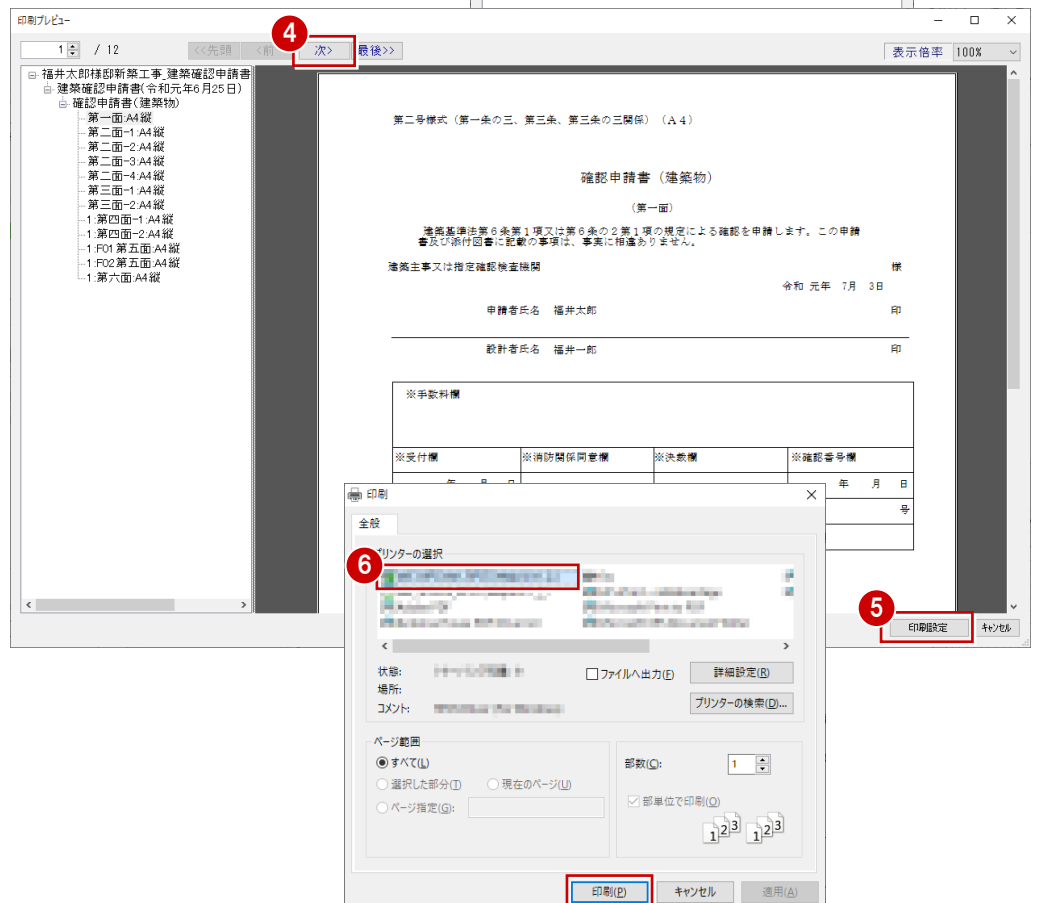 印刷プレビュー
1 / 12 <<先頭 <前 次> 最後>> 表示倍率 100%
4
福井太郎様邸新築工事_建築確認申請書
建築確認申請書(令和元年6月25日)
確認申請書(建築物)
第一面:A4縦
第二面-1:A4縦
第二面-2:A4縦
第二面-3:A4縦
第二面-4:A4縦
第三面-1:A4縦
第三面-2:A4縦
1:第四面-1:A4縦
1:第四面-2:A4縦
1:F01 第五面:A4縦
1:F02 第五面:A4縦
1:第六面:A4縦
第二号様式（第一条の三、第三条、第三条の三関係）（A４）
確認申請書（建築物）
（第一面）
建築基準法第６条第１項又は第６条の２第１項の規定による確認を申請します。この申請
書及び添付図書に記載の事項は、事実に相違ありません。
建築主事又は指定確認検査機関 様
令和 元年 7月 3日
申請者氏名 福井太郎 印
設計者氏名 福井一郎 印
※手数料欄
※受付欄 ※消防関係同意欄 ※決裁欄 ※確認番号欄
年 月 日 年 月 日
号
5
印刷設定 キャンセル
印刷
全般
プリンターの選択
6
状態:
場所:
コメント:
ファイルへ出力(F) 詳細設定(R)
プリンターの検索(D)...
ページ範囲
すべて(L)
選択した部分(T) 現在のページ(U)
ページ指定(G):
部数(C): 1
部単位で印刷(O)
1 2 3 1 2 3
印刷(P) キャンセル 適用(A)